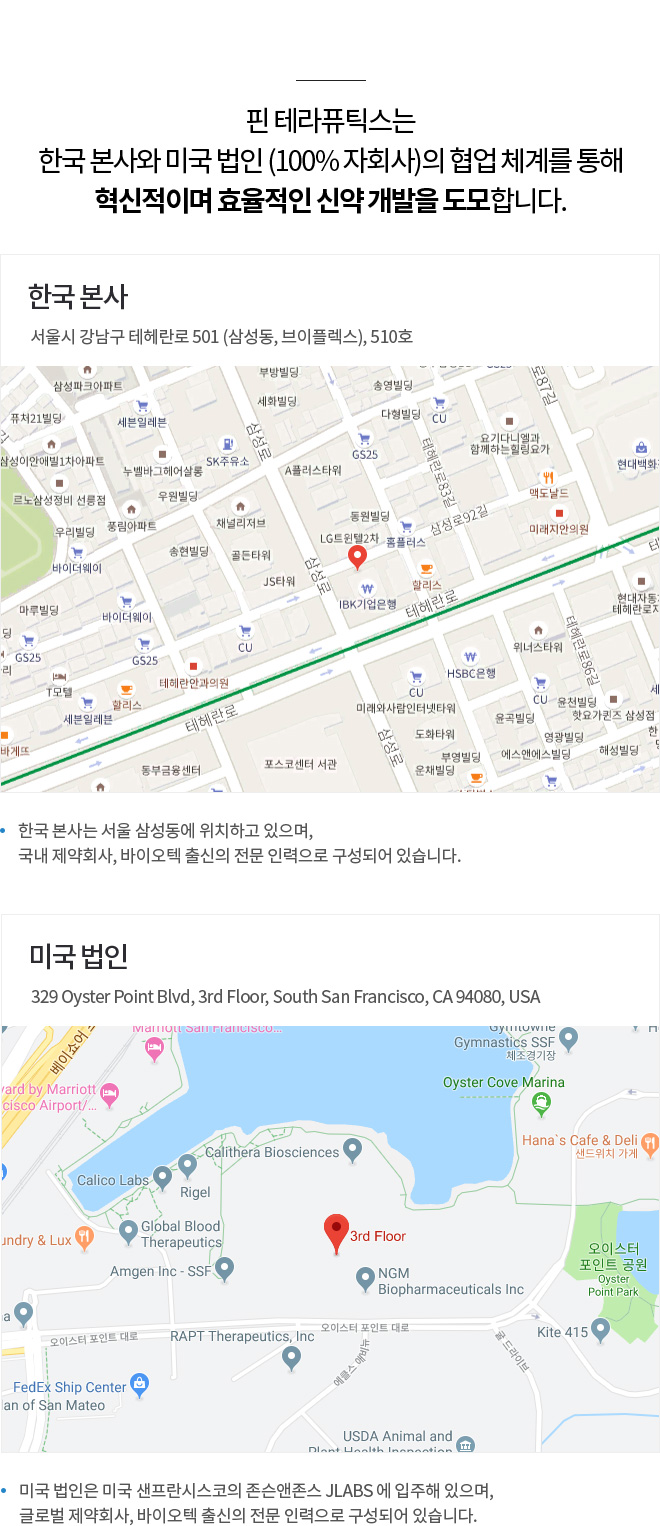 핀 테라퓨틱스는
한국 본사와 미국 법인 (100% 자회사)의 협업 체계를 통해
혁신적이며 효율적인 신약 개발을 도모합니다.
한국 본사
서울시 강남구 테헤란로 501 (삼성동, 브이플렉스), 510호
삼성파크아파트
부방빌딩
송영빌딩
테헤란로87길
퓨처21빌딩
세븐일레븐
세화빌딩
다형빌딩
CU
삼성로
삼성이안애빌1차아파트
누벨바그헤어살롱
SK주유소
A플러스타워
GS25
테헤란로83길
요기다니엘과
함께하는힐링요가
현대백화
르노삼성정비 선릉점
우원빌딩
맥도날드
풍림아파트
채널리저브
동원빌딩
삼성로92길
미래지안의원
우리빌딩
바이더웨이
송현빌딩
골든타워
LG트윈텔2차
홈플러스
삼성로
JS타워
할리스
IBK기업은행
테헤란로
현대자동
테헤란로지
마루빌딩
바이더웨이
GS25
GS25
CU
위너스타워
테헤란로86길
T모텔
할리스
테헤란안과의원
HSBC은행
CU
CU
윤천빌딩
세븐일레븐
테헤란로
미래와사람인터넷타워
윤곡빌딩
핫요가퀸즈 삼성점
바게뜨
삼성로
도화타워
영광빌딩
동부금융센터
포스코센터 서관
부영빌딩
에스앤에스빌딩
해성빌딩
운채빌딩
한국 본사는 서울 삼성동에 위치하고 있으며,
국내 제약회사, 바이오텍 출신의 전문 인력으로 구성되어 있습니다.
미국 법인
329 Oyster Point Blvd, 3rd Floor, South San Francisco, CA 94080, USA
Marriott San Francisco…
베이쇼어
Gymtowne
Gymnastics SSF
체조경기장
yard by Marriott
cisco Airport/…
Oyster Cove Marina
Hana`s Cafe & Deli
샌드위치 가게
Calithera Biosciences
Calico Labs
Rigel
Global Blood
Therapeutics
undry & Lux
3rd Floor
오이스터
포인트 공원
Oyster
Point Park
Amgen Inc - SSF
NGM
Biopharmaceuticals Inc
오이스터 포인트 대로
RAPT Therapeutics, Inc
오이스터 포인트 대로
Kite 415
에클스 애비뉴
굴 드라이브
FedEx Ship Center
an of San Mateo
USDA Animal and
Plant Health Inspection
미국 법인은 미국 샌프란시스코의 존슨앤존스 JLABS 에 입주해 있으며,
글로벌 제약회사, 바이오텍 출신의 전문 인력으로 구성되어 있습니다.